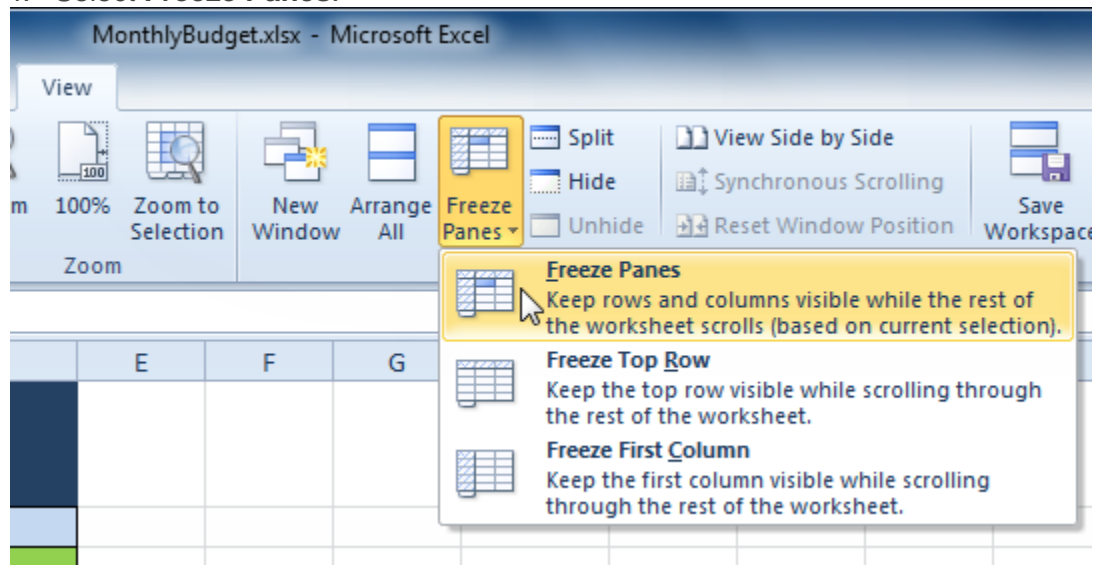 MonthlyBudget.xlsx - Microsoft Excel
View
100%
Zoom to Selection
New Window
Arrange All
Freeze Panes
Split
Hide
Unhide
View Side by Side
Synchronous Scrolling
Reset Window Position
Save Workspace
Zoom
Freeze Panes
Keep rows and columns visible while the rest of
the worksheet scrolls (based on current selection).
Freeze Top Row
Keep the top row visible while scrolling through
the rest of the worksheet.
Freeze First Column
Keep the first column visible while scrolling
through the rest of the worksheet.
E F G